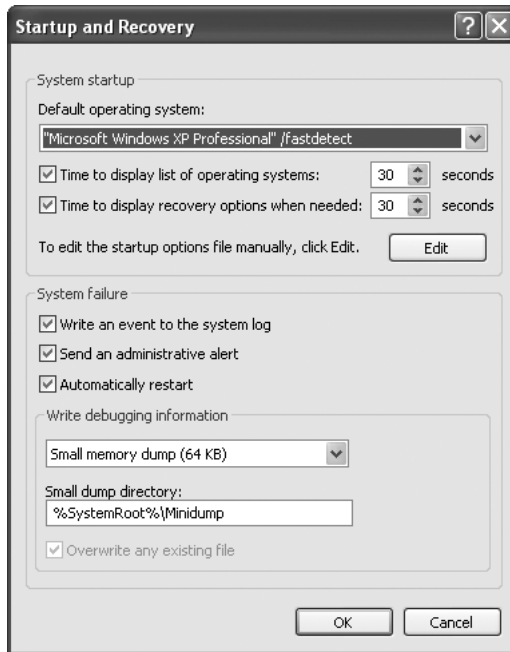 Startup and Recovery
System startup
Default operating system:
"Microsoft Windows XP Professional" /fastdetect
Time to display list of operating systems: 30 seconds
Time to display recovery options when needed: 30 seconds
To edit the startup options file manually, click Edit. Edit
System failure
Write an event to the system log
Send an administrative alert
Automatically restart
Write debugging information
Small memory dump (64 KB)
Small dump directory:
%SystemRoot%\Minidump
Overwrite any existing file
OK Cancel